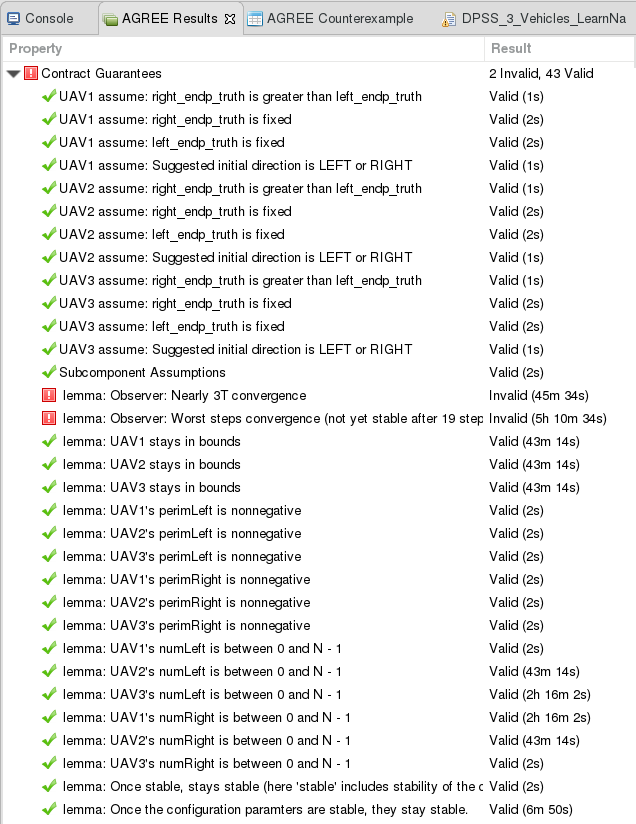 Console AGREE Results AGREE Counterexample DPSS_3_Vehicles_LearnNa
Property Result
Contract Guarantees 2 Invalid, 43 Valid
UAV1 assume: right_endp_truth is greater than left_endp_truth Valid (1s)
UAV1 assume: right_endp_truth is fixed Valid (2s)
UAV1 assume: left_endp_truth is fixed Valid (2s)
UAV1 assume: Suggested initial direction is LEFT or RIGHT Valid (1s)
UAV2 assume: right_endp_truth is greater than left_endp_truth Valid (1s)
UAV2 assume: right_endp_truth is fixed Valid (2s)
UAV2 assume: left_endp_truth is fixed Valid (2s)
UAV2 assume: Suggested initial direction is LEFT or RIGHT Valid (1s)
UAV3 assume: right_endp_truth is greater than left_endp_truth Valid (1s)
UAV3 assume: right_endp_truth is fixed Valid (2s)
UAV3 assume: left_endp_truth is fixed Valid (2s)
UAV3 assume: Suggested initial direction is LEFT or RIGHT Valid (1s)
Subcomponent Assumptions Valid (2s)
lemma: Observer: Nearly 3T convergence Invalid (45m 34s)
lemma: Observer: Worst steps convergence (not yet stable after 19 step Invalid (5h 10m 34s)
lemma: UAV1 stays in bounds Valid (43m 14s)
lemma: UAV2 stays in bounds Valid (43m 14s)
lemma: UAV3 stays in bounds Valid (43m 14s)
lemma: UAV1's perimLeft is nonnegative Valid (2s)
lemma: UAV2's perimLeft is nonnegative Valid (2s)
lemma: UAV3's perimLeft is nonnegative Valid (2s)
lemma: UAV1's perimRight is nonnegative Valid (2s)
lemma: UAV2's perimRight is nonnegative Valid (2s)
lemma: UAV3's perimRight is nonnegative Valid (2s)
lemma: UAV1's numLeft is between 0 and N - 1 Valid (2s)
lemma: UAV2's numLeft is between 0 and N - 1 Valid (43m 14s)
lemma: UAV3's numLeft is between 0 and N - 1 Valid (2h 16m 2s)
lemma: UAV1's numRight is between 0 and N - 1 Valid (2h 16m 2s)
lemma: UAV2's numRight is between 0 and N - 1 Valid (43m 14s)
lemma: UAV3's numRight is between 0 and N - 1 Valid (2s)
lemma: Once stable, stays stable (here 'stable' includes stability of the c Valid (2s)
lemma: Once the configuration paramters are stable, they stay stable. Valid (6m 50s)